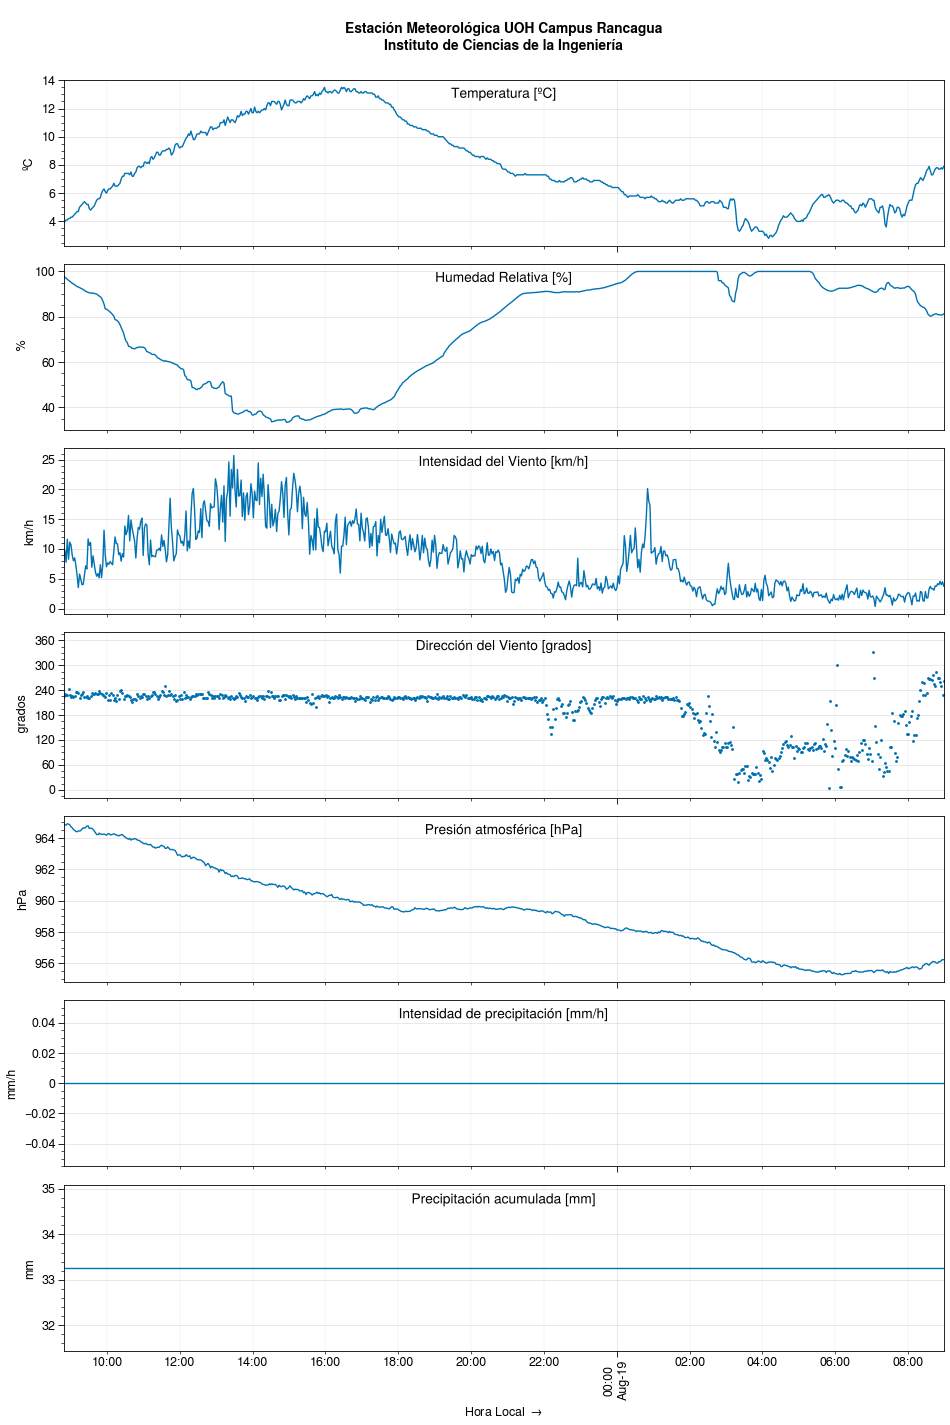 Estación Meteorológica UOH Campus Rancagua
Instituto de Ciencias de la Ingeniería
Temperatura [ºC]
ºC
14
12
10
8
6
4
Humedad Relativa [%]
%
100
80
60
40
Intensidad del Viento [km/h]
km/h
25
20
15
10
5
0
Dirección del Viento [grados]
grados
360
300
240
180
120
60
0
Presión atmosférica [hPa]
hPa
964
962
960
958
956
Intensidad de precipitación [mm/h]
mm/h
0.04
0.02
0
−0.02
−0.04
Precipitación acumulada [mm]
mm
35
34
33
32
10:00 12:00 14:00 16:00 18:00 20:00 22:00 00:00 02:00 04:00 06:00 08:00
Aug-19
Hora Local →